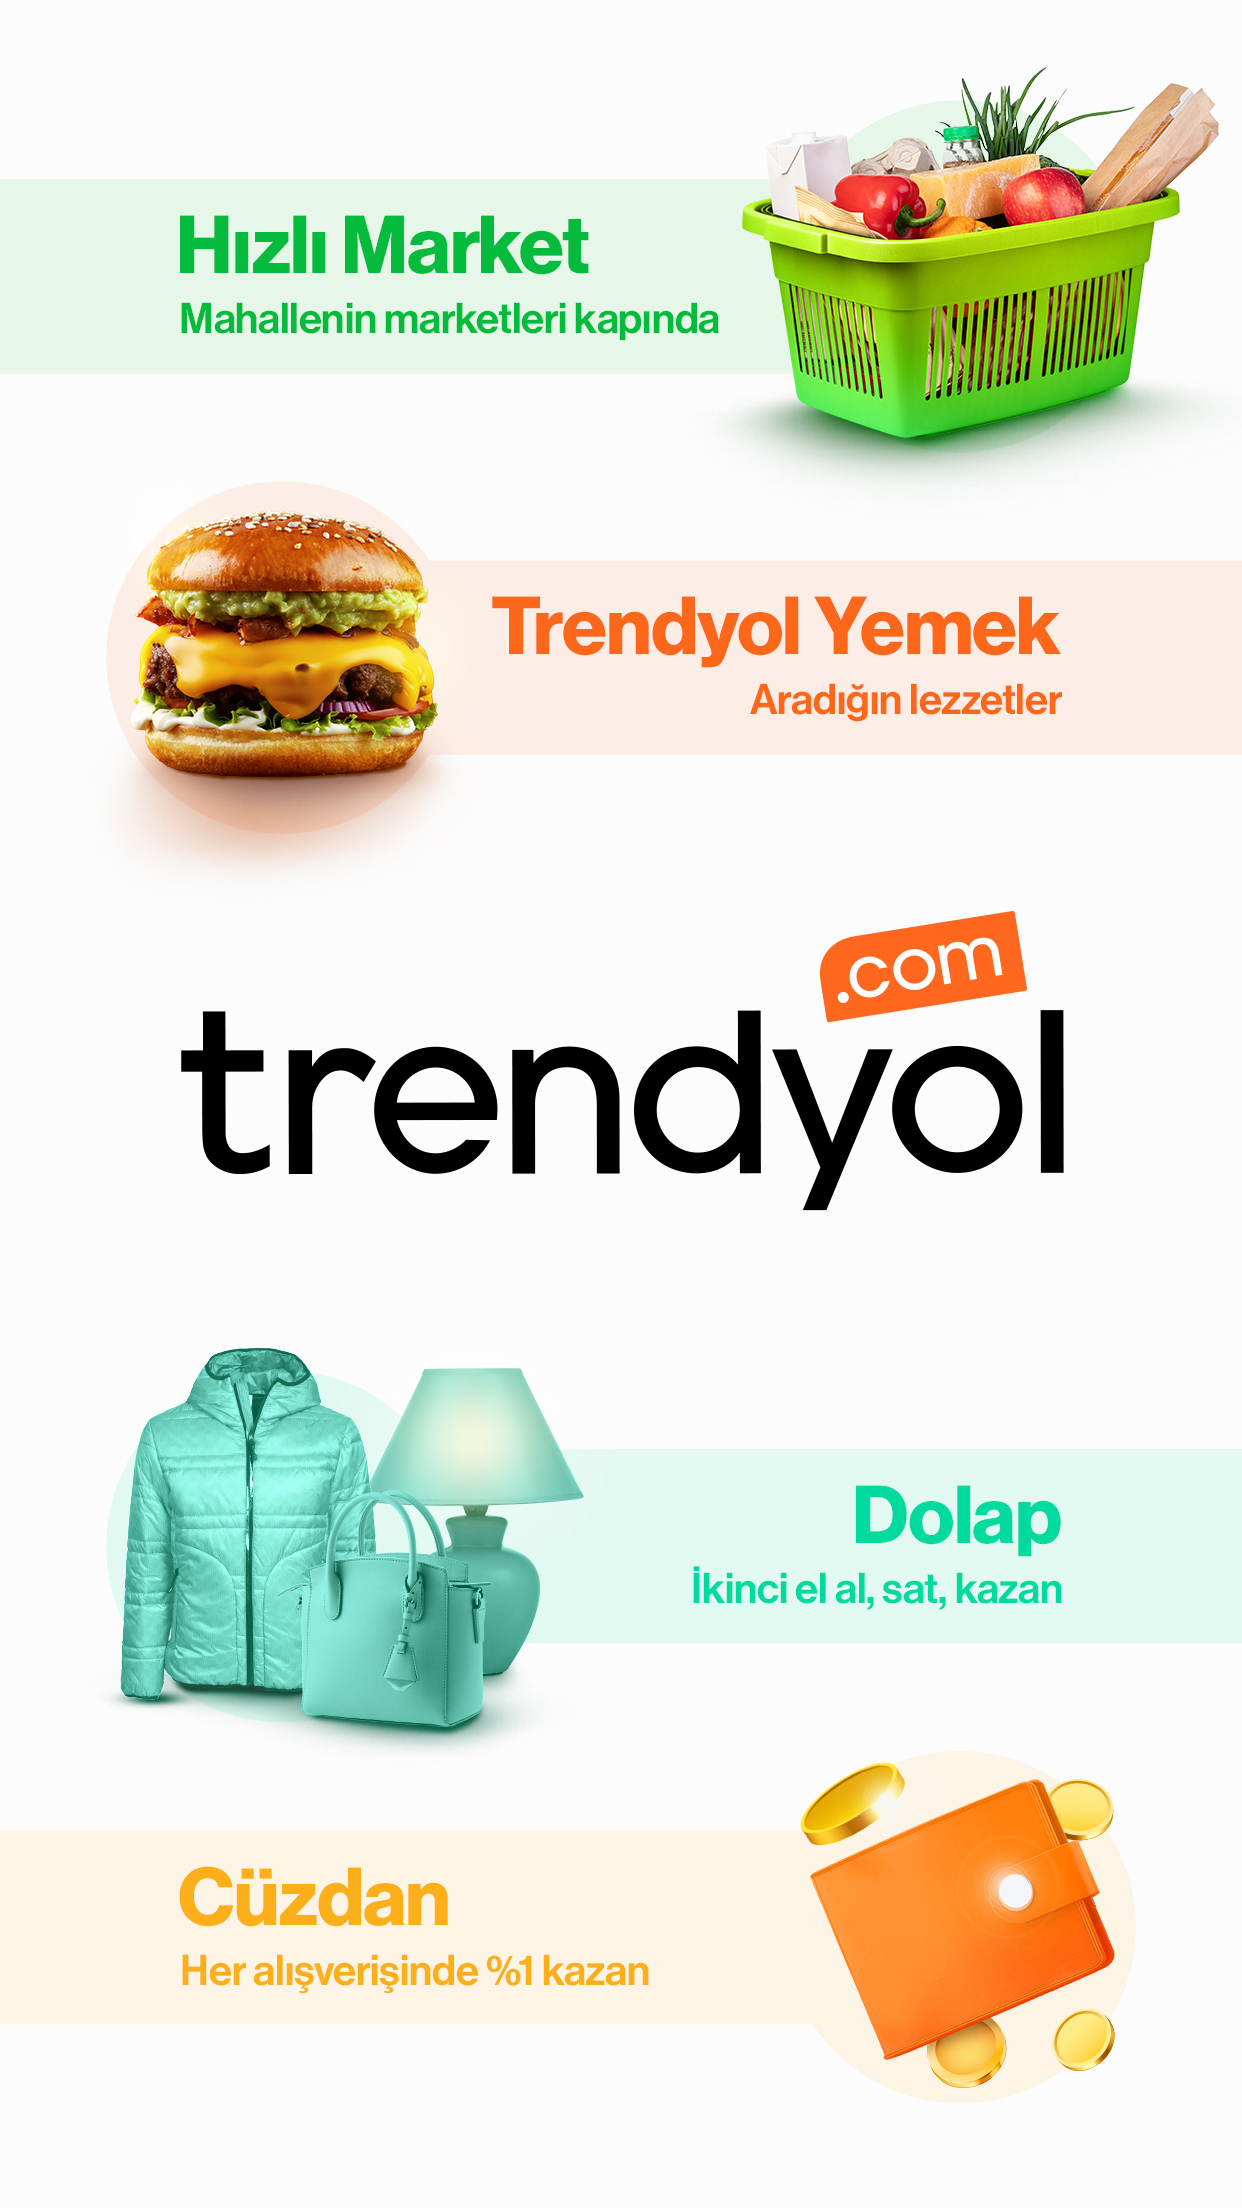 Hızlı Market
Mahallenin marketleri kapında
Trendyol Yemek
Aradığın lezzetler
.com
trendyol
Dolap
İkinci el al, sat, kazan
Cüzdan
Her alışverişinde %1 kazan